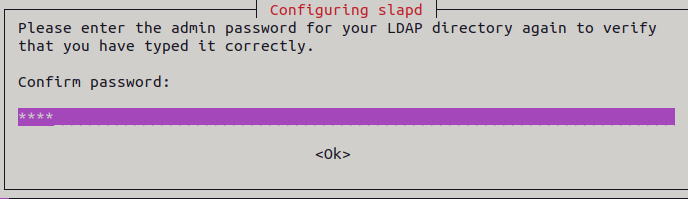 Configuring slapd
Please enter the admin password for your LDAP directory again to verify
that you have typed it correctly.
Confirm password:
****
<Ok>